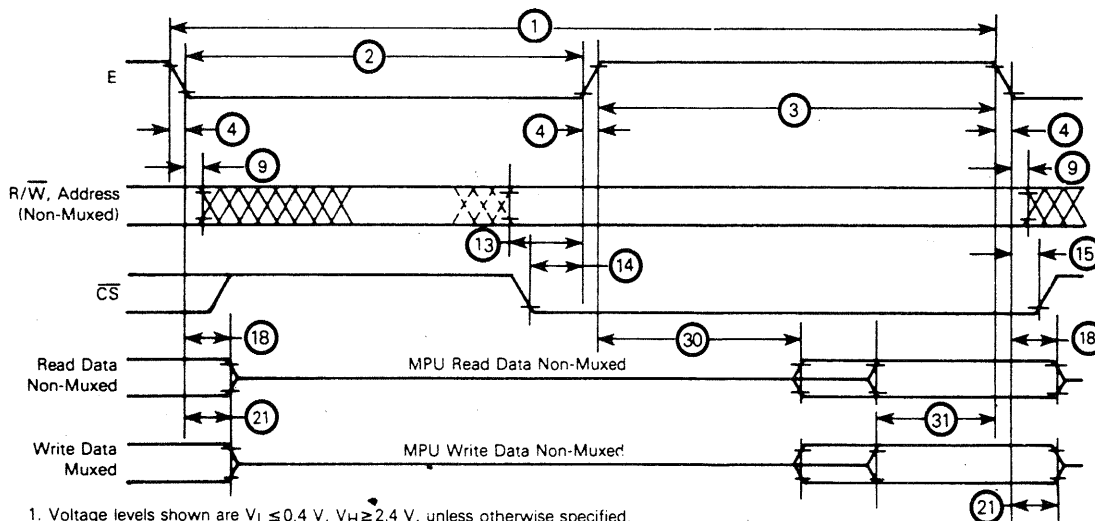 1
2
E
3
4
4
4
9
9
R/W̅, Address
(Non-Muxed)
13
14
15
C̅S̅
18
30
18
Read Data
Non-Muxed
MPU Read Data Non-Muxed
21
31
Write Data
Muxed
MPU Write Data Non-Muxed
21
1. Voltage levels shown are VL ≤0.4 V, VH≥2.4 V, unless otherwise specified.